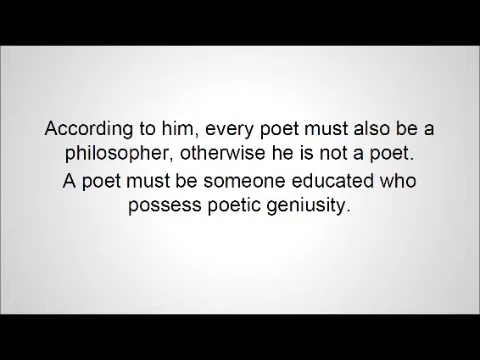 According to him, every poet must also be a
philosopher, otherwise he is not a poet.
A poet must be someone educated who
possess poetic geniusity.